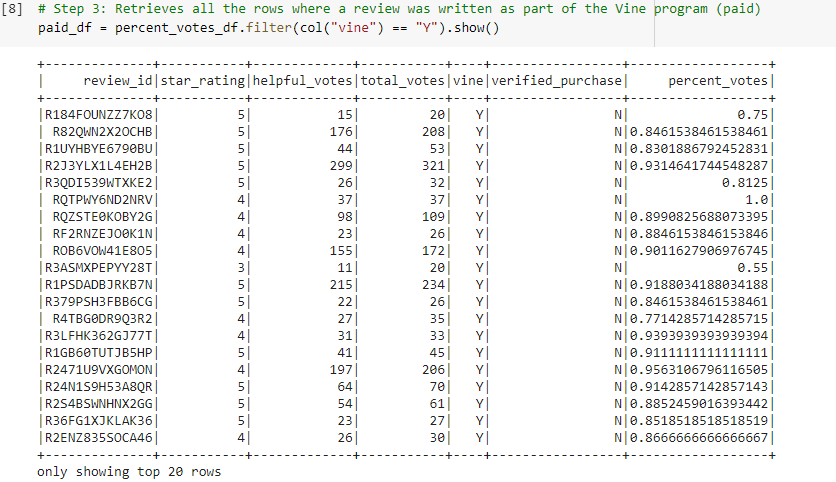 [8] # Step 3: Retrieves all the rows where a review was written as part of the Vine program (paid)
paid_df = percent_votes_df.filter(col("vine") == "Y").show()
+--------------+-----------+-------------+-----------+----+-----------------+------------------+
|     review_id|star_rating|helpful_votes|total_votes|vine|verified_purchase|     percent_votes|
+--------------+-----------+-------------+-----------+----+-----------------+------------------+
|R184FOUNZZ7KO8|          5|           15|         20|   Y|                N|              0.75|
| R82QWN2X2OCHB|          5|          176|        208|   Y|                N|0.8461538461538461|
|R1UYHBYE6790BU|          5|           44|         53|   Y|                N|0.8301886792452831|
|R2J3YLX1L4EH2B|          5|          299|        321|   Y|                N|0.9314641744548287|
|R3QDI539WTXKE2|          5|           26|         32|   Y|                N|            0.8125|
| RQTPWY6ND2NRV|          4|           37|         37|   Y|                N|               1.0|
| RQZSTE0KOBY2G|          4|           98|        109|   Y|                N|0.8990825688073395|
| RF2RNZEJO0K1N|          4|           23|         26|   Y|                N|0.8846153846153846|
| ROB6VOW41E8O5|          4|          155|        172|   Y|                N|0.9011627906976745|
|R3ASMXPEPYY28T|          3|           11|         20|   Y|                N|              0.55|
|R1PSDADBJRKB7N|          5|          215|        234|   Y|                N|0.9188034188034188|
|R379PSH3FBB6CG|          5|           22|         26|   Y|                N|0.8461538461538461|
| R4TBG0DR9Q3R2|          4|           27|         35|   Y|                N|0.7714285714285715|
|R3LFHK362GJ77T|          4|           31|         33|   Y|                N|0.9393939393939394|
|R1GB60TUTJB5HP|          5|           41|         45|   Y|                N|0.9111111111111111|
|R2471U9VXGOMON|          4|          197|        206|   Y|                N|0.9563106796116505|
|R24N1S9H53A8QR|          5|           64|         70|   Y|                N|0.9142857142857143|
|R2S4BSWNHNX2GG|          5|           54|         61|   Y|                N|0.8852459016393442|
|R36FG1XJKLAK36|          5|           23|         27|   Y|                N|0.8518518518518519|
|R2ENZ835SOCA46|          4|           26|         30|   Y|                N|0.8666666666666667|
+--------------+-----------+-------------+-----------+----+-----------------+------------------+
only showing top 20 rows